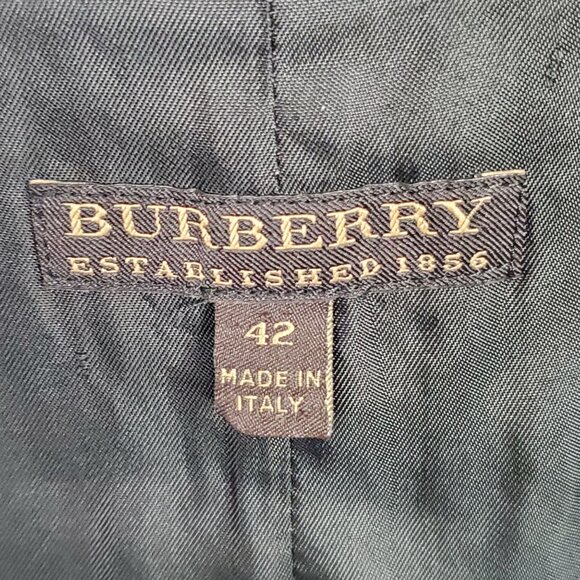 BURBERRY
ESTABLISHED 1856
42
MADE IN
ITALY